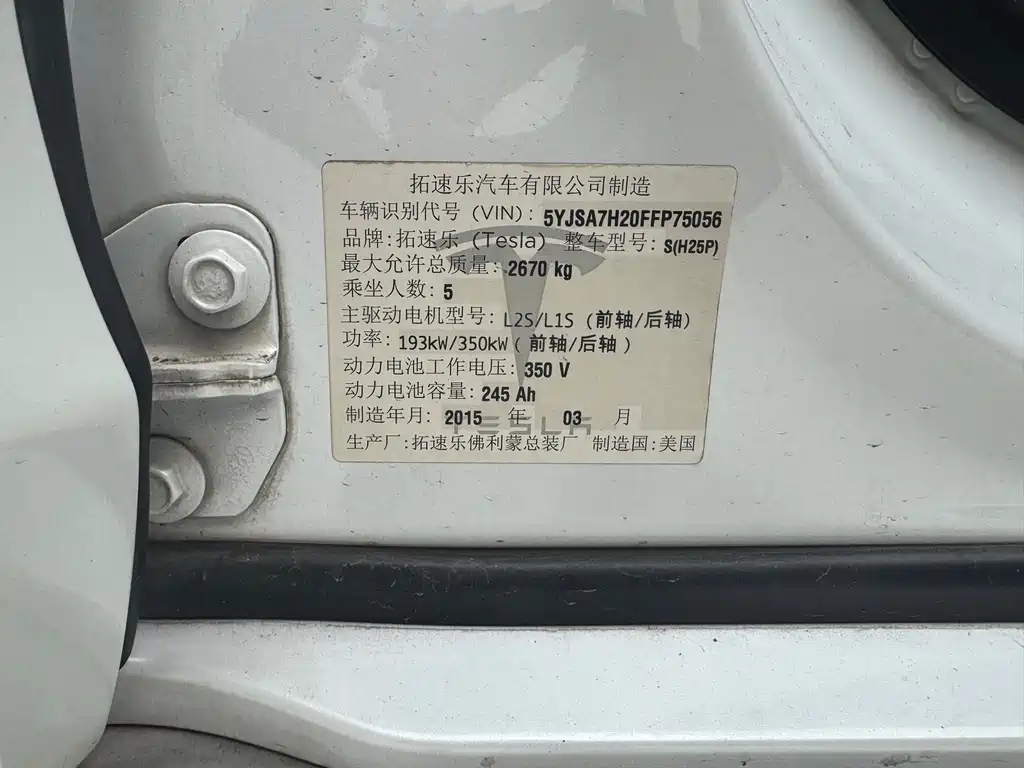 拓速乐汽车有限公司制造
车辆识别代号 (VIN): 5YJSA7H20FFP75056
品牌: 拓速乐 (Tesla) 整车型号: S(H25P)
最大允许总质量: 2670 kg
乘坐人数: 5
主驱动电机型号: L2S/L1S (前轴/后轴)
功率: 193kW/350kW (前轴/后轴)
动力电池工作电压: 350 V
动力电池容量: 245 Ah
制造年月: 2015 年 03 月
TESLA
生产厂: 拓速乐佛利蒙总装厂 制造国: 美国